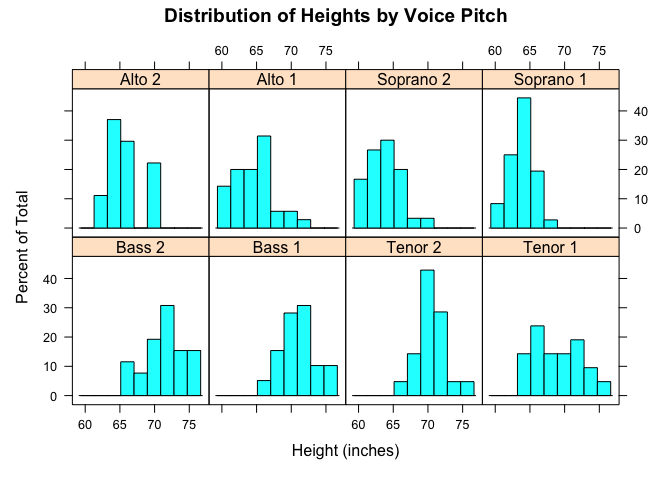 Distribution of Heights by Voice Pitch
60 65 70 75 60 65 70 75
Alto 2 Alto 1 Soprano 2 Soprano 1
40
30
20
10
0
Bass 2 Bass 1 Tenor 2 Tenor 1
40
30
20
10
0
60 65 70 75 60 65 70 75
Percent of Total
Height (inches)